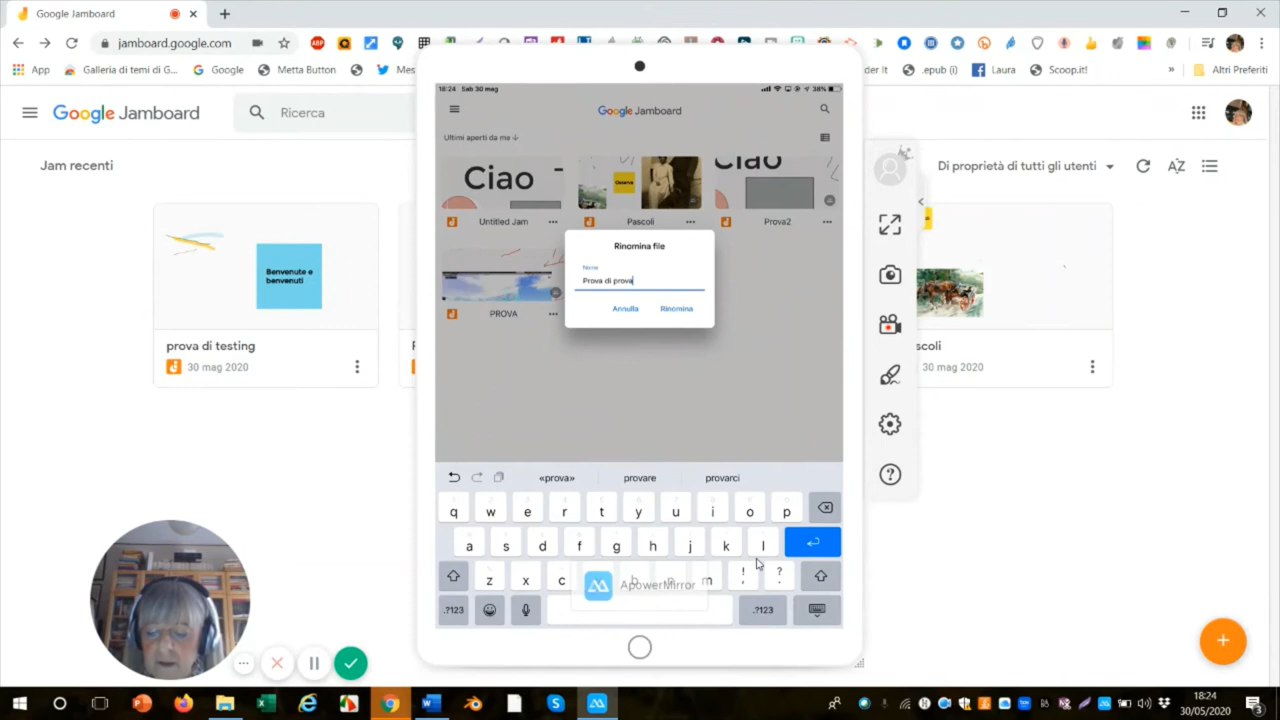 Google Jamboard
jamboard.google.com
ABP
App
Galleria di temi di G...
Google
Metta Button
Mes
der It
.epub (i)
Laura
Scoop.it!
»
Altri Preferiti
Google Jamboard
Ricerca
Jam recenti
Di proprietà di tutti gli utenti
Benvenute e
benvenuti
prova di testing
30 mag 2020
scoli
30 mag 2020
18:24 Sab 30 mag
38%
Google Jamboard
Ultimi aperti da me
Ciao
Ciao
Untitled Jam
Pascoli
Prova2
PROVA
Rinomina file
Nome
Prova di prova
Annulla
Rinomina
«prova»
provare
provarci
q w e r t y u i o p
a s d f g h j k l
z x c b n m ! , ? .
.?123
.?123
ApowerMirror
18:24
30/05/2020
3